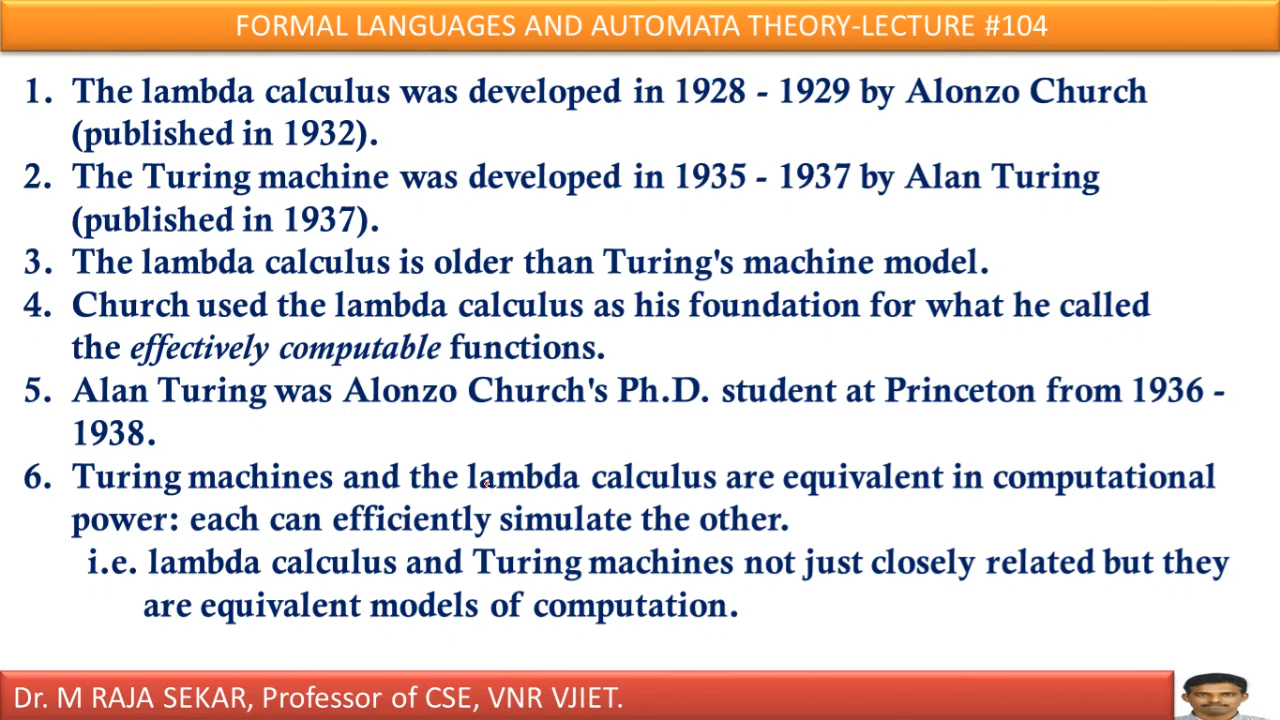 FORMAL LANGUAGES AND AUTOMATA THEORY-LECTURE #104
1. The lambda calculus was developed in 1928 - 1929 by Alonzo Church
(published in 1932).
2. The Turing machine was developed in 1935 - 1937 by Alan Turing
(published in 1937).
3. The lambda calculus is older than Turing's machine model.
4. Church used the lambda calculus as his foundation for what he called
the effectively computable functions.
5. Alan Turing was Alonzo Church's Ph.D. student at Princeton from 1936 -
1938.
6. Turing machines and the lambda calculus are equivalent in computational
power: each can efficiently simulate the other.
i.e. lambda calculus and Turing machines not just closely related but they
are equivalent models of computation.
Dr. M RAJA SEKAR, Professor of CSE, VNR VJIET.